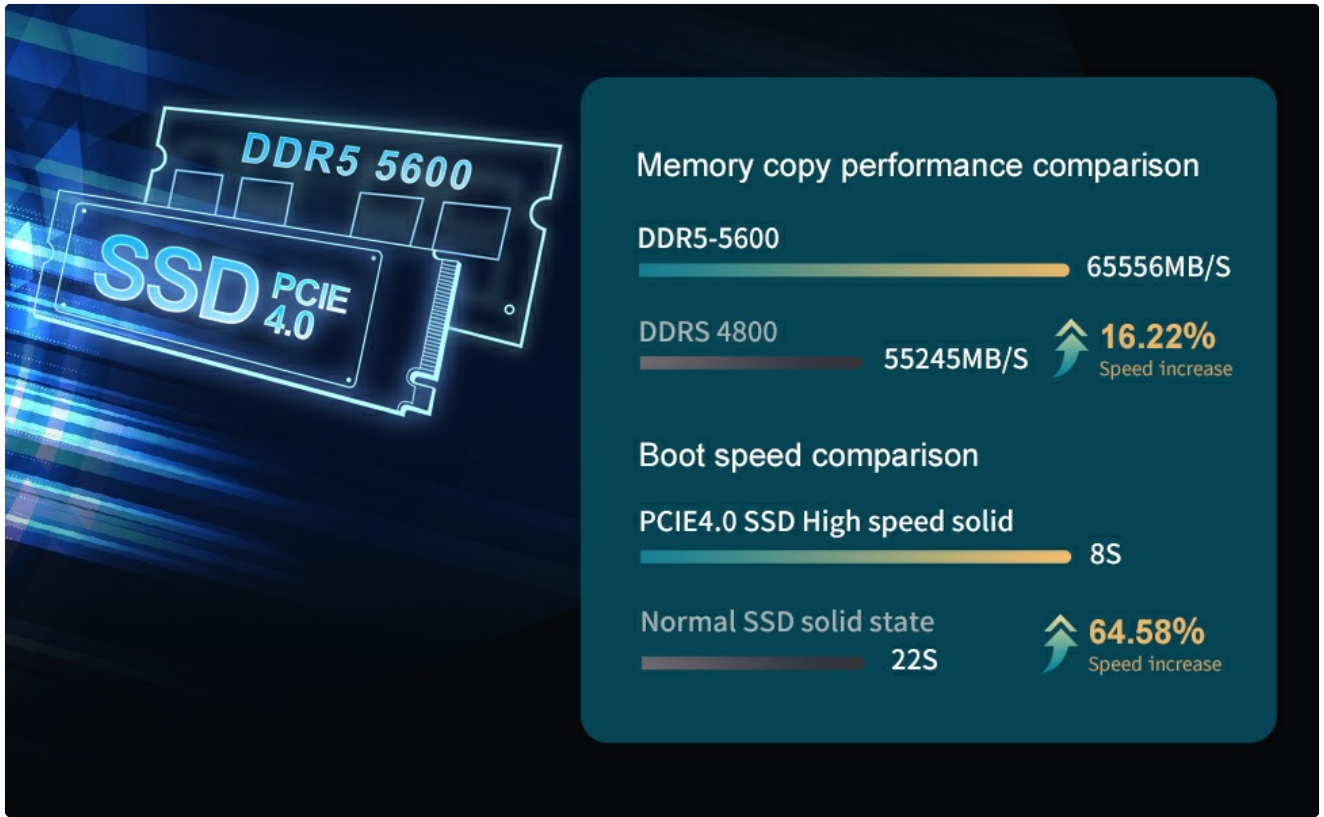 DDR5 5600
SSD PCIE
4.0
Memory copy performance comparison
DDR5-5600
65556MB/S
DDRS 4800
55245MB/S
16.22%
Speed increase
Boot speed comparison
PCIE4.0 SSD High speed solid
8S
Normal SSD solid state
22S
64.58%
Speed increase